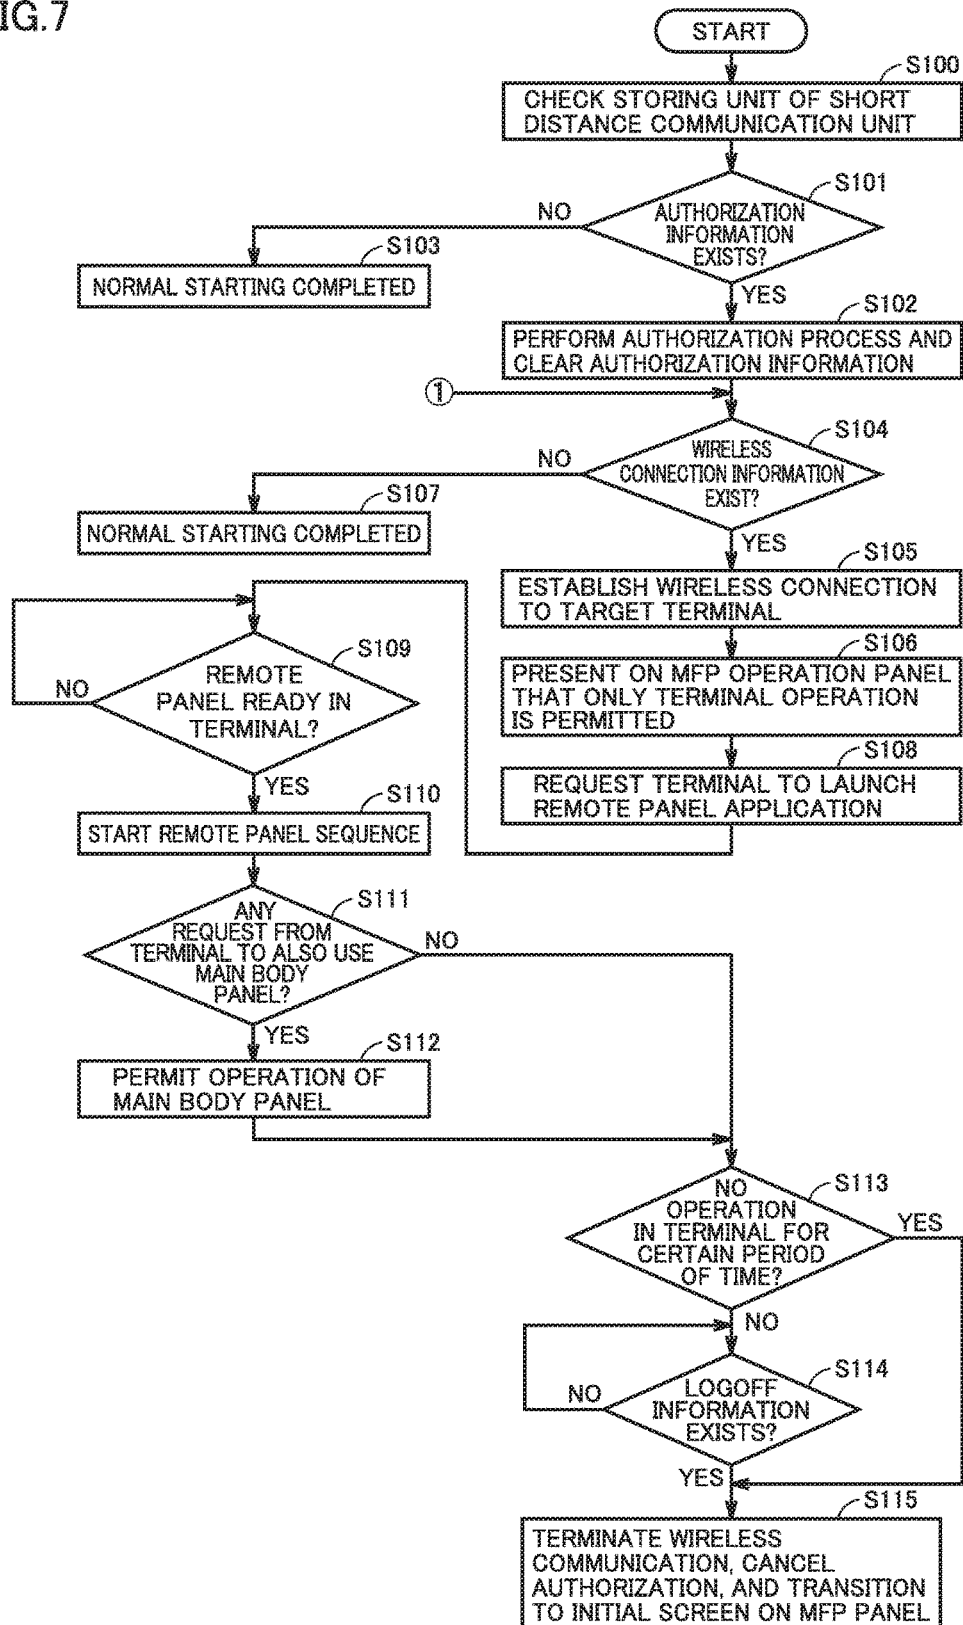 IG.7
START
S100
CHECK STORING UNIT OF SHORT
DISTANCE COMMUNICATION UNIT
S101
AUTHORIZATION
INFORMATION
EXISTS?
NO
S103
NORMAL STARTING COMPLETED
YES
S102
PERFORM AUTHORIZATION PROCESS AND
CLEAR AUTHORIZATION INFORMATION
1
S104
WIRELESS
CONNECTION INFORMATION
EXIST?
NO
S107
NORMAL STARTING COMPLETED
YES
S105
ESTABLISH WIRELESS CONNECTION
TO TARGET TERMINAL
S106
PRESENT ON MFP OPERATION PANEL
THAT ONLY TERMINAL OPERATION
IS PERMITTED
S108
REQUEST TERMINAL TO LAUNCH
REMOTE PANEL APPLICATION
S109
REMOTE
PANEL READY IN
TERMINAL?
NO
YES
S110
START REMOTE PANEL SEQUENCE
S111
ANY
REQUEST FROM
TERMINAL TO ALSO USE
MAIN BODY
PANEL?
NO
YES
S112
PERMIT OPERATION OF
MAIN BODY PANEL
S113
NO
OPERATION
IN TERMINAL FOR
CERTAIN PERIOD
OF TIME?
YES
NO
S114
LOGOFF
INFORMATION
EXISTS?
NO
YES
S115
TERMINATE WIRELESS
COMMUNICATION, CANCEL
AUTHORIZATION, AND TRANSITION
TO INITIAL SCREEN ON MFP PANEL